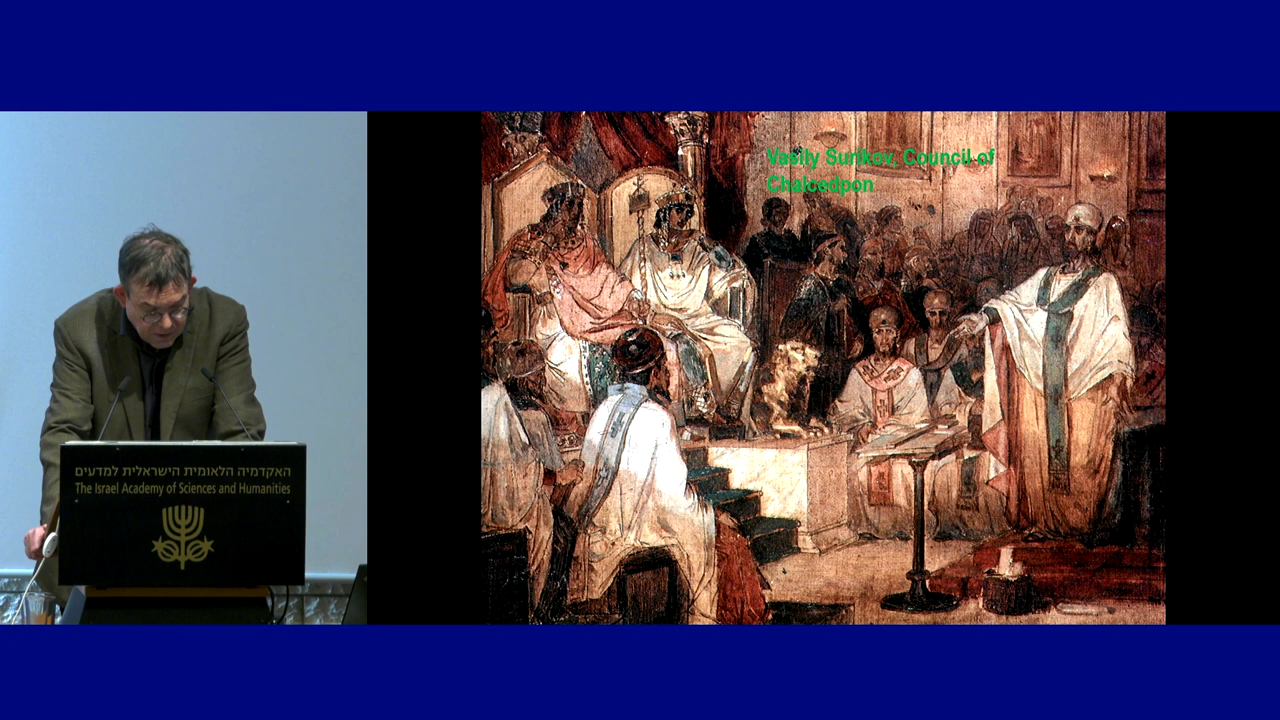 האקדמיה הלאומית הישראלית למדעים
The Israel Academy of Sciences and Humanities
Vasily Surikov, Council of
Chalcedpon